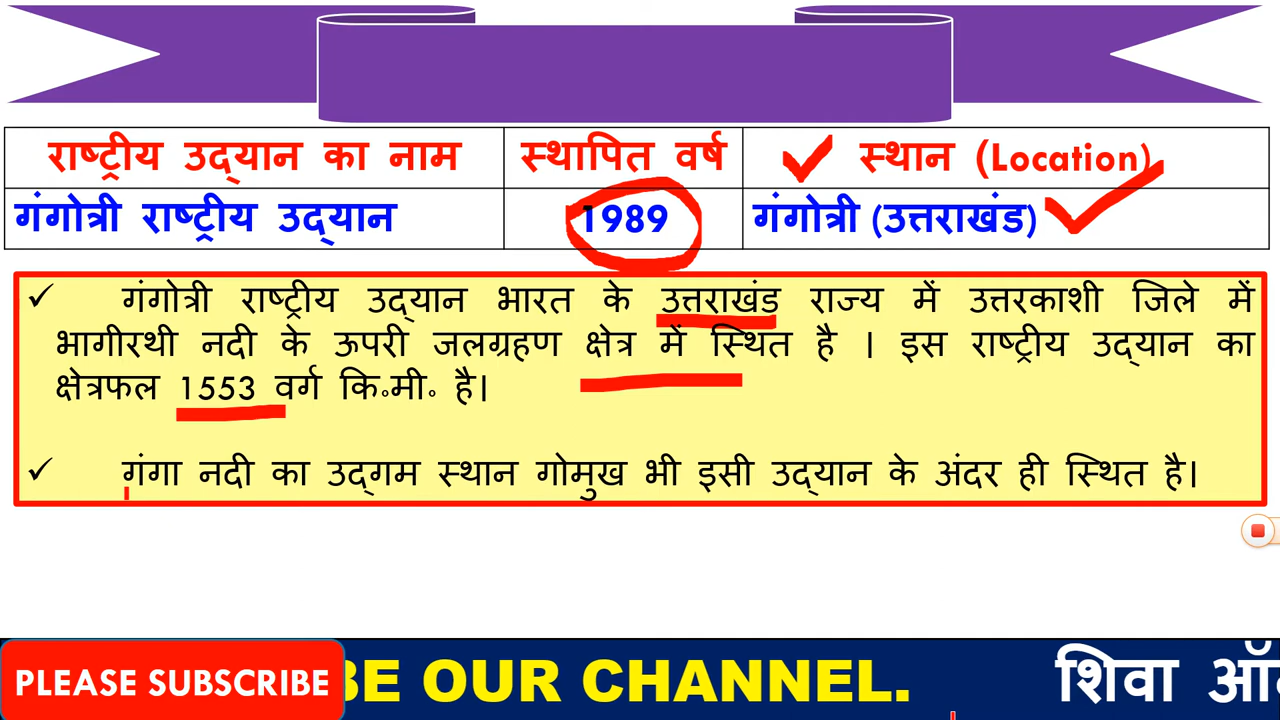 राष्ट्रीय उद्यान का नाम स्थापित वर्ष स्थान (Location)
गंगोत्री राष्ट्रीय उद्यान 1989 गंगोत्री (उत्तराखंड)
✓ गंगोत्री राष्ट्रीय उद्यान भारत के उत्तराखंड राज्य में उत्तरकाशी जिले में
भागीरथी नदी के ऊपरी जलग्रहण क्षेत्र में स्थित है । इस राष्ट्रीय उद्यान का
क्षेत्रफल 1553 वर्ग कि॰मी॰ है।
✓ गंगा नदी का उद्गम स्थान गोमुख भी इसी उद्यान के अंदर ही स्थित है।
PLEASE SUBSCRIBE BE OUR CHANNEL. शिवा